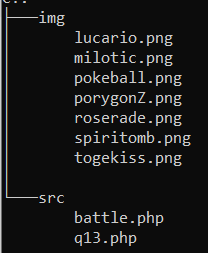 img
lucario.png
milotic.png
pokeball.png
porygonZ.png
roserade.png
spiritomb.png
togekiss.png
src
battle.php
q13.php